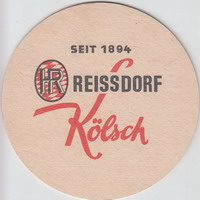 SEIT 1894
HR REISSDORF
Kölsch